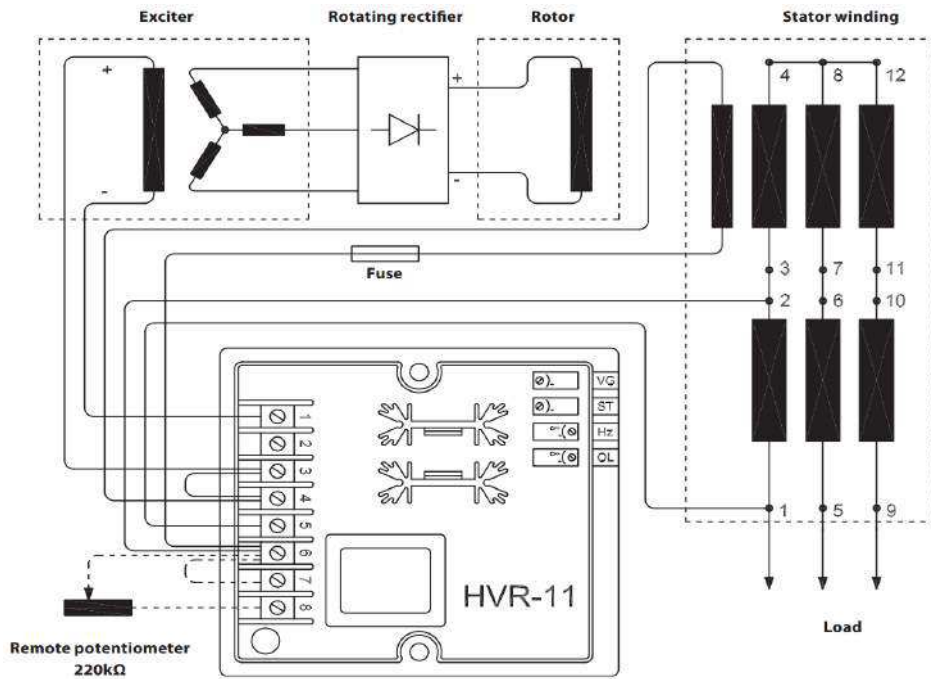 Exciter
Rotating rectifier
Rotor
Stator winding
+
-
+
-
4
8
12
3
7
11
2
6
10
Fuse
VG
ST
Hz
QL
1
2
3
4
5
6
7
8
HVR-11
1
5
9
Load
Remote potentiometer
220kΩ